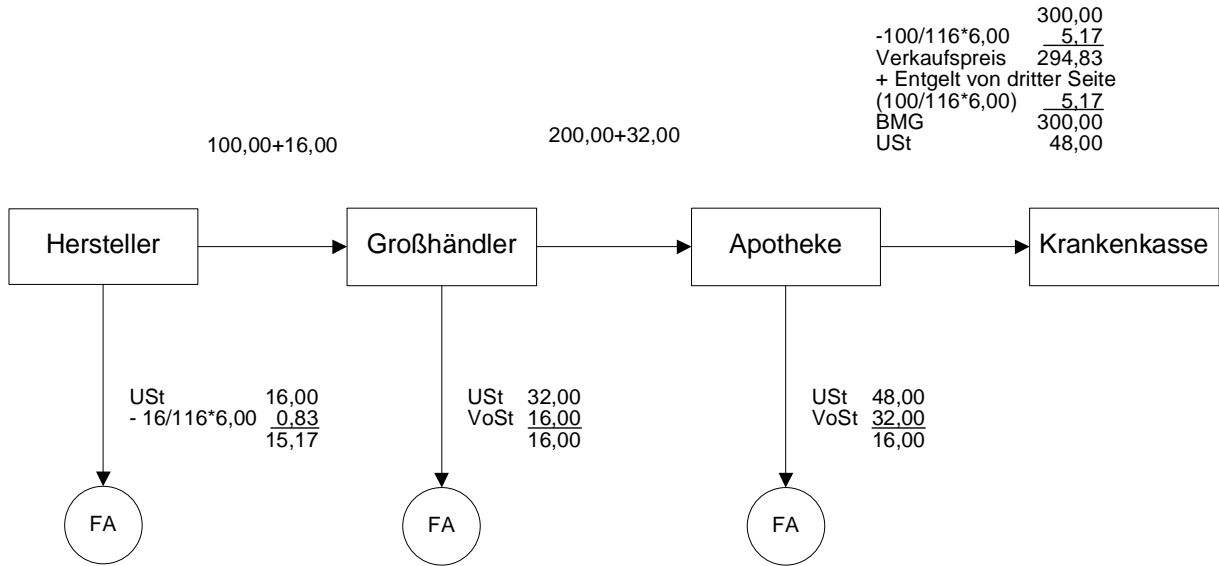 300,00
-100/116*6,00 5,17
Verkaufspreis 294,83
+ Entgelt von dritter Seite
(100/116*6,00) 5,17
BMG 300,00
USt 48,00
100,00+16,00
200,00+32,00
Hersteller
Großhändler
Apotheke
Krankenkasse
USt 16,00
- 16/116*6,00 0,83
15,17
USt 32,00
VoSt 16,00
16,00
USt 48,00
VoSt 32,00
16,00
FA
FA
FA